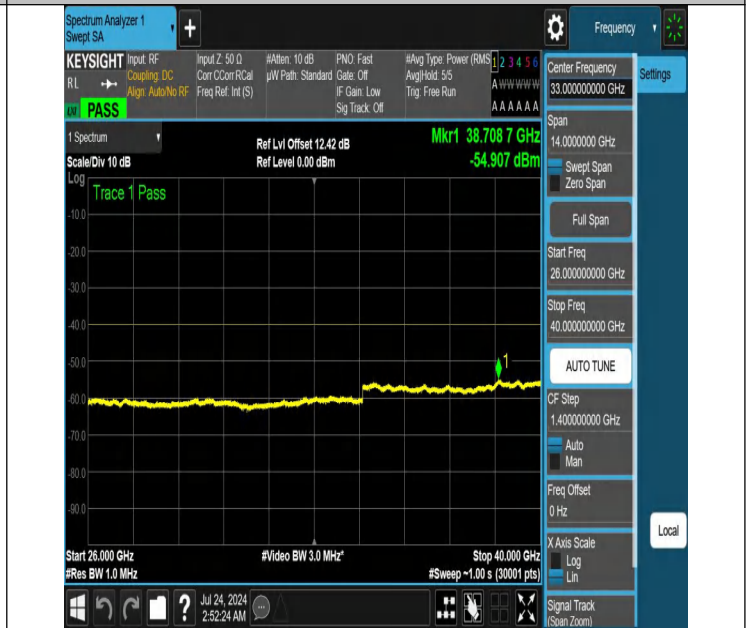 Spectrum Analyzer 1
Swept SA
+
Frequency
KEYSIGHT
RL
PASS
Input: RF
Coupling: DC
Align: Auto/No RF
Input Z: 50 Ω
Corr CCorr RCal
Freq Ref: Int (S)
#Atten: 10 dB
µW Path: Standard
PNO: Fast
Gate: Off
IF Gain: Low
Sig Track: Off
#Avg Type: Power (RMS
Avg|Hold: 5/5
Trig: Free Run
1 2 3 4 5 6
A W W W W W
A A A A A A
1 Spectrum
Scale/Div 10 dB
Ref Lvl Offset 12.42 dB
Ref Level 0.00 dBm
Mkr1 38.708 7 GHz
-54.907 dBm
Log
Trace 1 Pass
-10.0
-20.0
-30.0
-40.0
-50.0
-60.0
-70.0
-80.0
-90.0
1
Start 26.000 GHz
#Res BW 1.0 MHz
#Video BW 3.0 MHz*
Stop 40.000 GHz
#Sweep ~1.00 s (30001 pts)
Center Frequency
33.000000000 GHz
Settings
Span
14.0000000 GHz
Swept Span
Zero Span
Full Span
Start Freq
26.000000000 GHz
Stop Freq
40.000000000 GHz
AUTO TUNE
CF Step
1.400000000 GHz
Auto
Man
Freq Offset
0 Hz
X Axis Scale
Log
Lin
Local
Signal Track
(Span Zoom)
?
Jul 24, 2024
2:52:24 AM